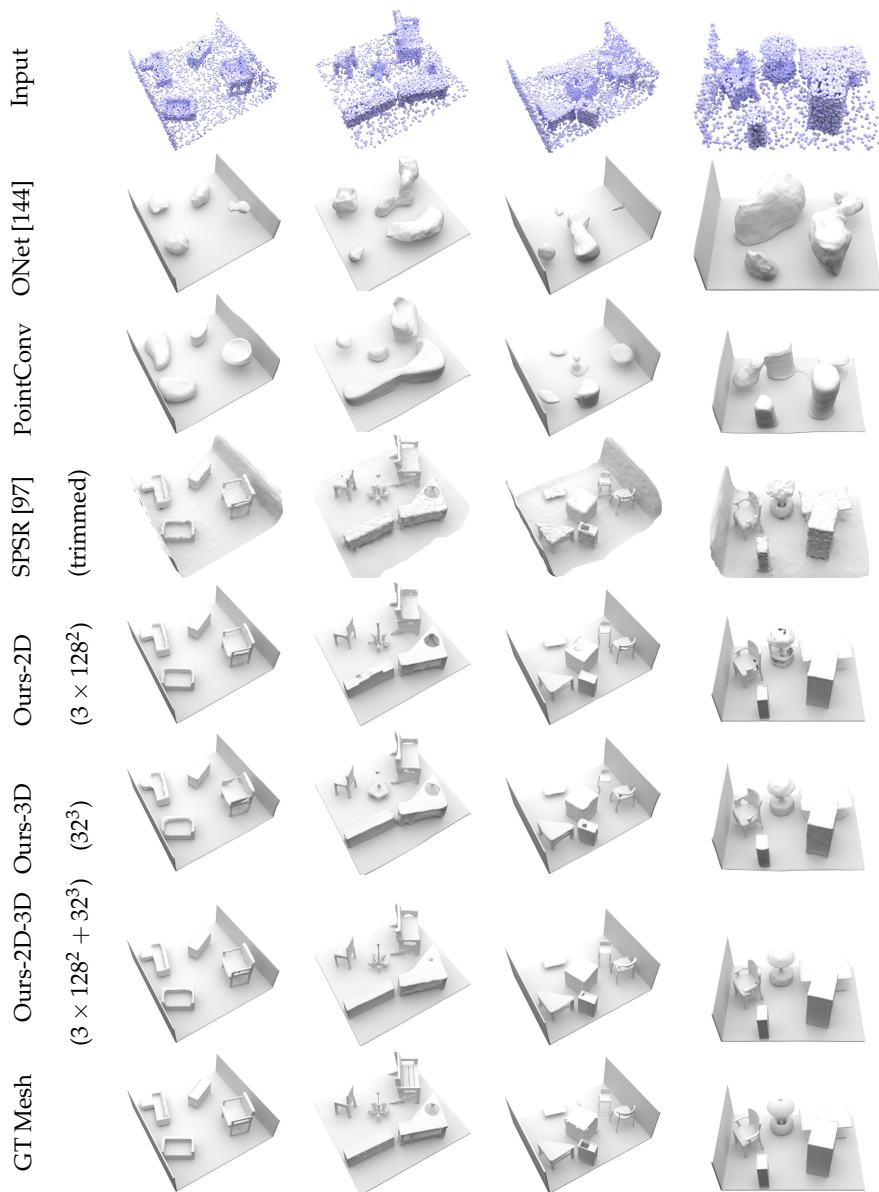 Input
ONet [144]
PointConv
SPSR [97]
(trimmed)
Ours-2D
(3 × 128²)
Ours-3D
(32³)
Ours-2D-3D
(3 × 128² + 32³)
GT Mesh